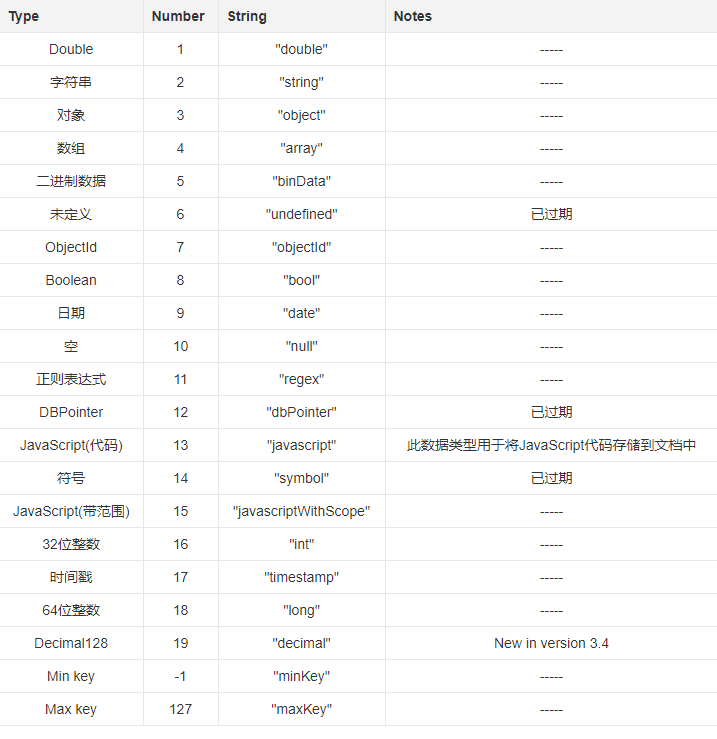 Type Number String Notes
Double 1 "double" -----
字符串 2 "string" -----
对象 3 "object" -----
数组 4 "array" -----
二进制数据 5 "binData" -----
未定义 6 "undefined" 已过期
ObjectId 7 "objectId" -----
Boolean 8 "bool" -----
日期 9 "date" -----
空 10 "null" -----
正则表达式 11 "regex" -----
DBPointer 12 "dbPointer" 已过期
JavaScript(代码) 13 "javascript" 此数据类型用于将JavaScript代码存储到文档中
符号 14 "symbol" 已过期
JavaScript(带范围) 15 "javascriptWithScope" -----
32位整数 16 "int" -----
时间戳 17 "timestamp" -----
64位整数 18 "long" -----
Decimal128 19 "decimal" New in version 3.4
Min key -1 "minKey" -----
Max key 127 "maxKey" -----